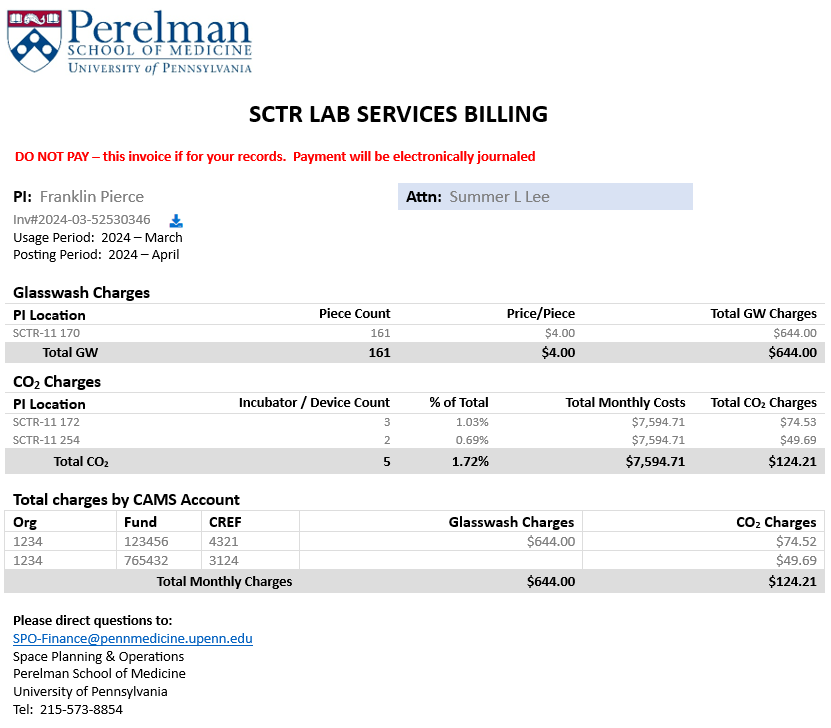 Perelman
SCHOOL OF MEDICINE
UNIVERSITY of PENNSYLVANIA
SCTR LAB SERVICES BILLING
DO NOT PAY – this invoice if for your records.  Payment will be electronically journaled
PI: Franklin Pierce
Attn: Summer L Lee
Inv#2024-03-52530346
Usage Period: 2024 – March
Posting Period: 2024 – April
Glasswash Charges
PI Location Piece Count Price/Piece Total GW Charges
SCTR-11 170 161 $4.00 $644.00
Total GW 161 $4.00 $644.00
CO₂ Charges
PI Location Incubator / Device Count % of Total Total Monthly Costs Total CO₂ Charges
SCTR-11 172 3 1.03% $7,594.71 $74.53
SCTR-11 254 2 0.69% $7,594.71 $49.69
Total CO₂ 5 1.72% $7,594.71 $124.21
Total charges by CAMS Account
Org Fund CREF Glasswash Charges CO₂ Charges
1234 123456 4321 $644.00 $74.52
1234 765432 3124 $49.69
Total Monthly Charges $644.00 $124.21
Please direct questions to:
SPO-Finance@pennmedicine.upenn.edu
Space Planning & Operations
Perelman School of Medicine
University of Pennsylvania
Tel: 215-573-8854